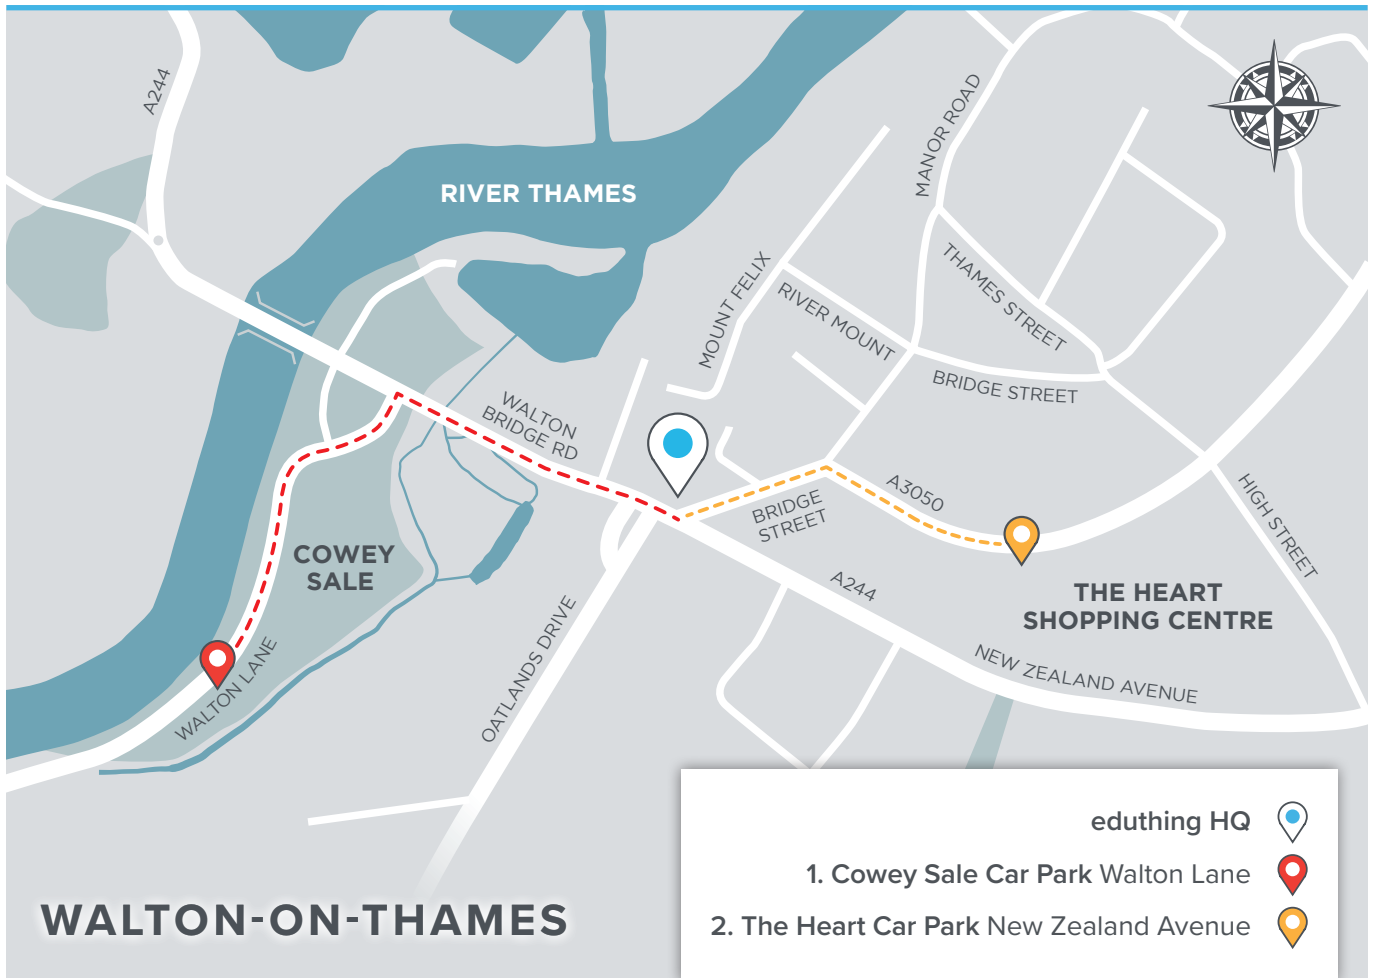 A244
RIVER THAMES
MANOR ROAD
THAMES STREET
MOUNT FELIX
RIVER MOUNT
BRIDGE STREET
WALTON
BRIDGE RD
A3050
BRIDGE
STREET
HIGH STREET
COWEY
SALE
A244
THE HEART
SHOPPING CENTRE
OATLANDS DRIVE
WALTON LANE
NEW ZEALAND AVENUE
eduthing HQ
1. Cowey Sale Car Park Walton Lane
2. The Heart Car Park New Zealand Avenue
WALTON-ON-THAMES